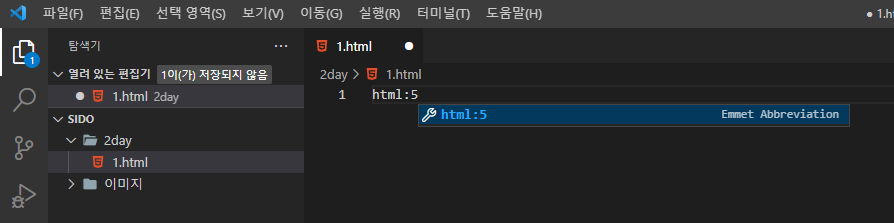 파일(F) 편집(E) 선택 영역(S) 보기(V) 이동(G) 실행(R) 터미널(T) 도움말(H) ● 1.ht
탐색기 ···
열려 있는 편집기 1이(가) 저장되지 않음
● 1.html 2day
SIDO
2day
1.html
이미지
1
1.html ●
2day > 1.html
1 html:5
html:5 Emmet Abbreviation